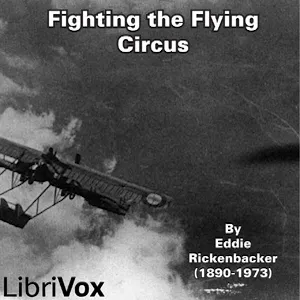 Fighting the Flying
Circus
By
Eddie
Rickenbacker
(1890-1973)
LibriVox